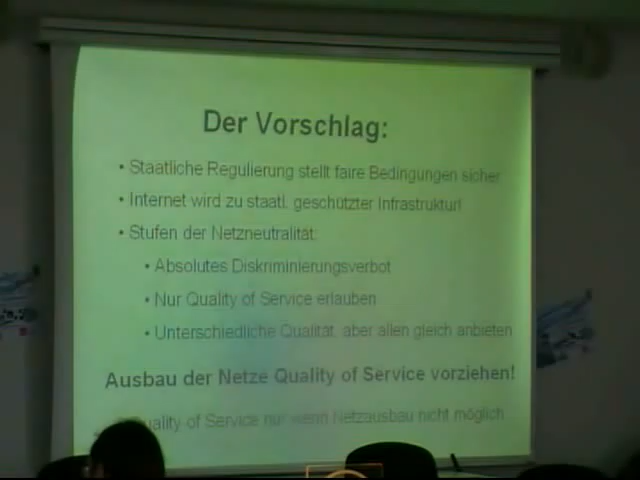 Der Vorschlag:
• Staatliche Regulierung stellt faire Bedingungen sicher
• Internet wird zu staatl. geschützter Infrastruktur!
• Stufen der Netzneutralität:
• Absolutes Diskriminierungsverbot
• Nur Quality of Service erlauben
• Unterschiedliche Qualität, aber allen gleich anbieten
Ausbau der Netze Quality of Service vorziehen!
of Service nur wenn Netzausbau nicht möglich